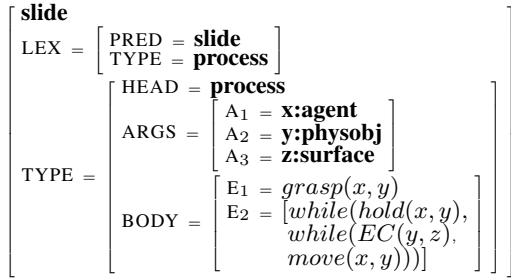 slide
LEX = [ PRED = slide
TYPE = process ]
TYPE = [ HEAD = process
ARGS = [ A1 = x:agent
A2 = y:physobj
A3 = z:surface ]
BODY = [ E1 = grasp(x, y)
E2 = [while(hold(x, y),
while(EC(y, z),
move(x, y)))] ] ]